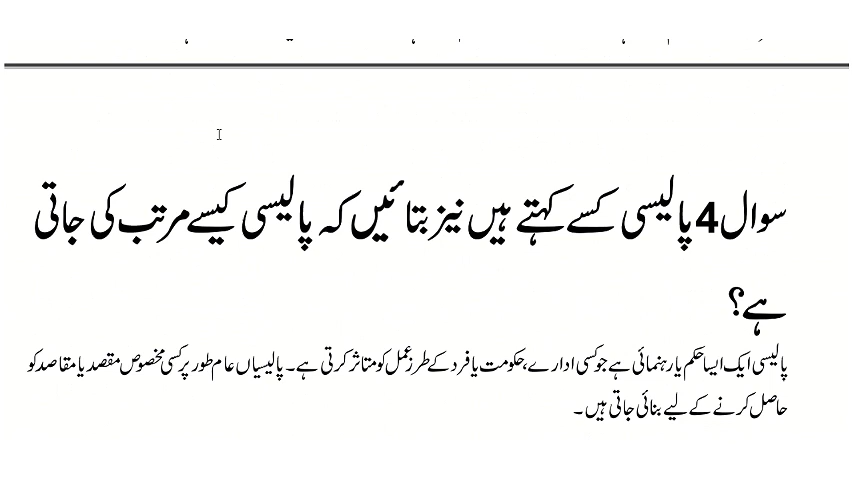 سوال4 پالیسی کسے کہتے ہیں نیز بتائیں کہ پالیسی کیسے مرتب کی جاتی
ہے؟
پالیسی ایک ایسا حکم یا رہنمائی ہے جو کسی ادارے، حکومت یا فرد کے طرز عمل کو متاثر کرتی ہے۔ پالیسیاں عام طور پر کسی مخصوص مقصد یا مقاصد کو
حاصل کرنے کے لیے بنائی جاتی ہیں۔